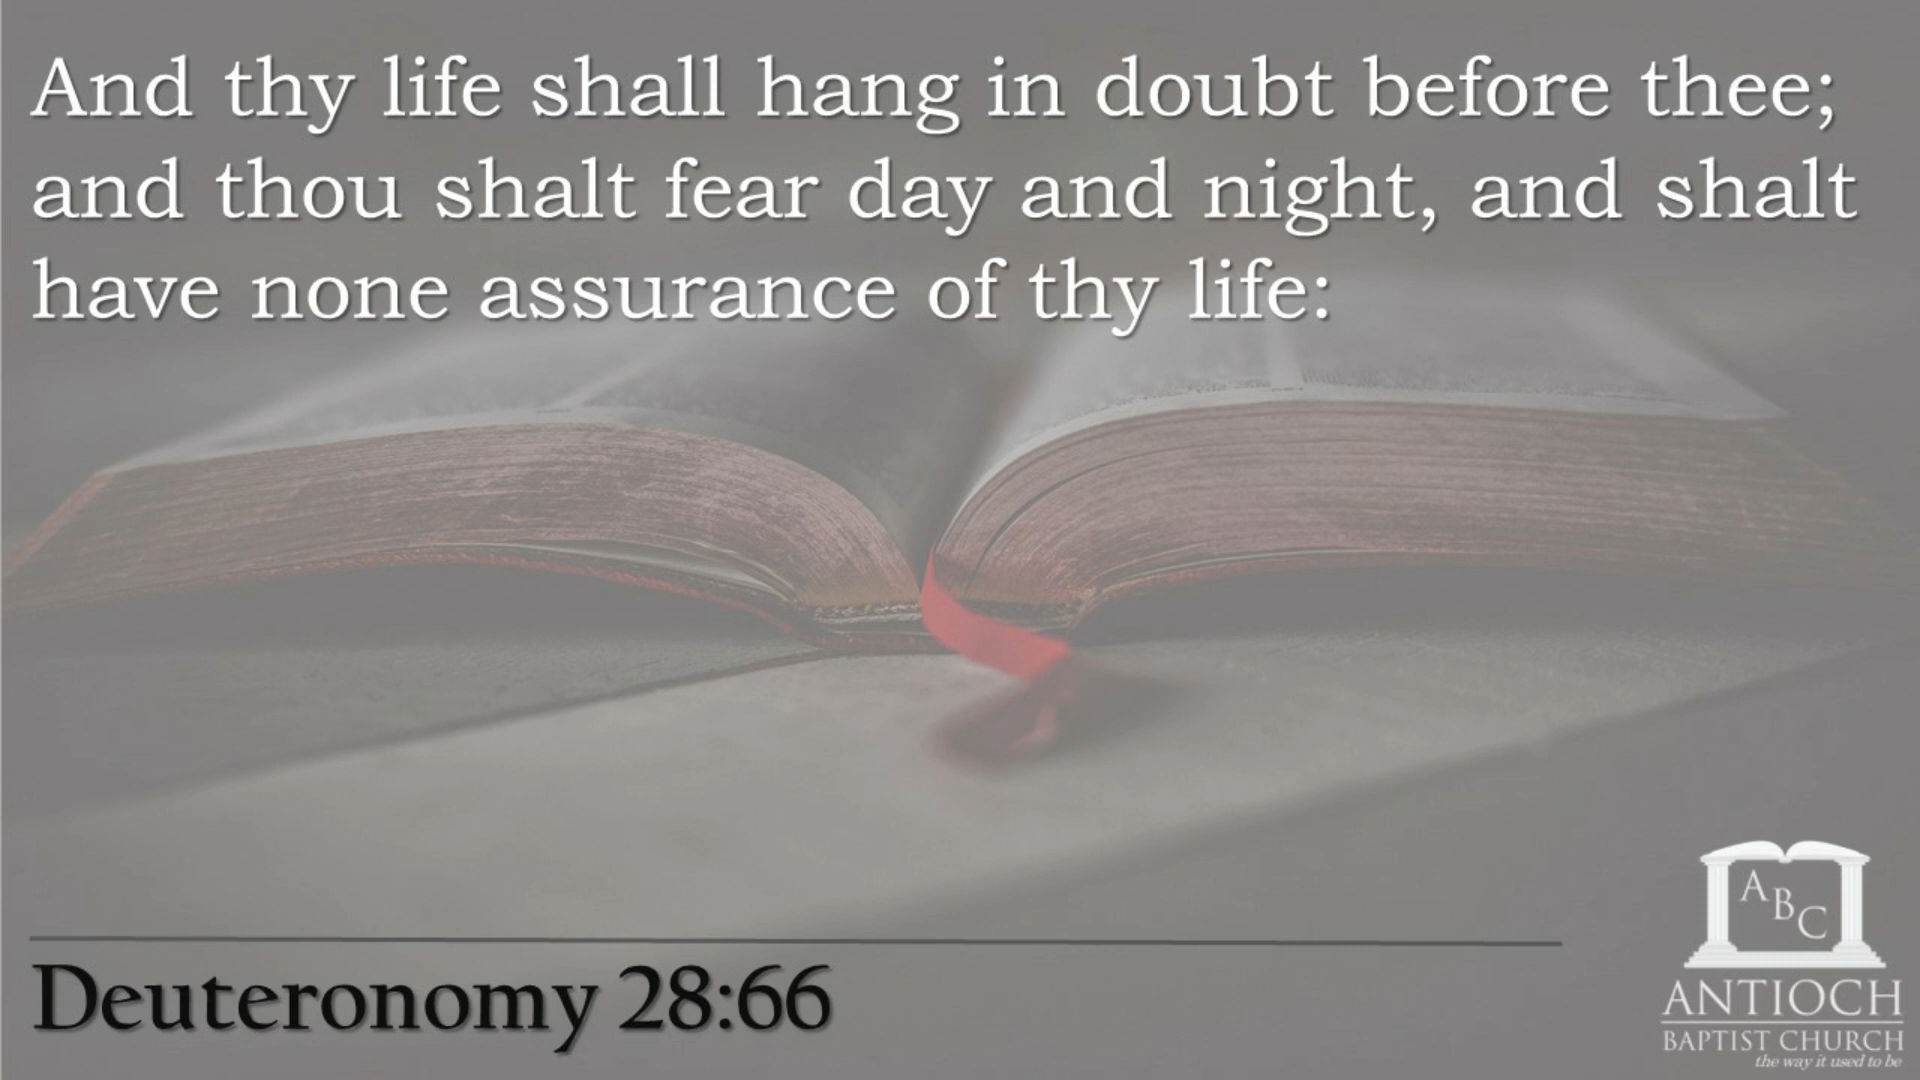 And thy life shall hang in doubt before thee;
and thou shalt fear day and night, and shalt
have none assurance of thy life:
Deuteronomy 28:66
ABC
ANTIOCH
BAPTIST CHURCH
the way it used to be